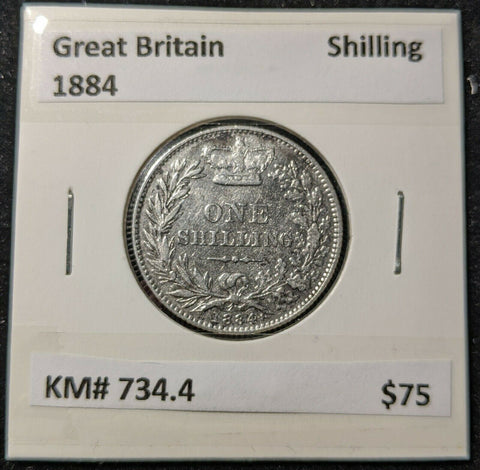 Great Britain Shilling
1884
ONE
SHILLING
1884
KM# 734.4 $75